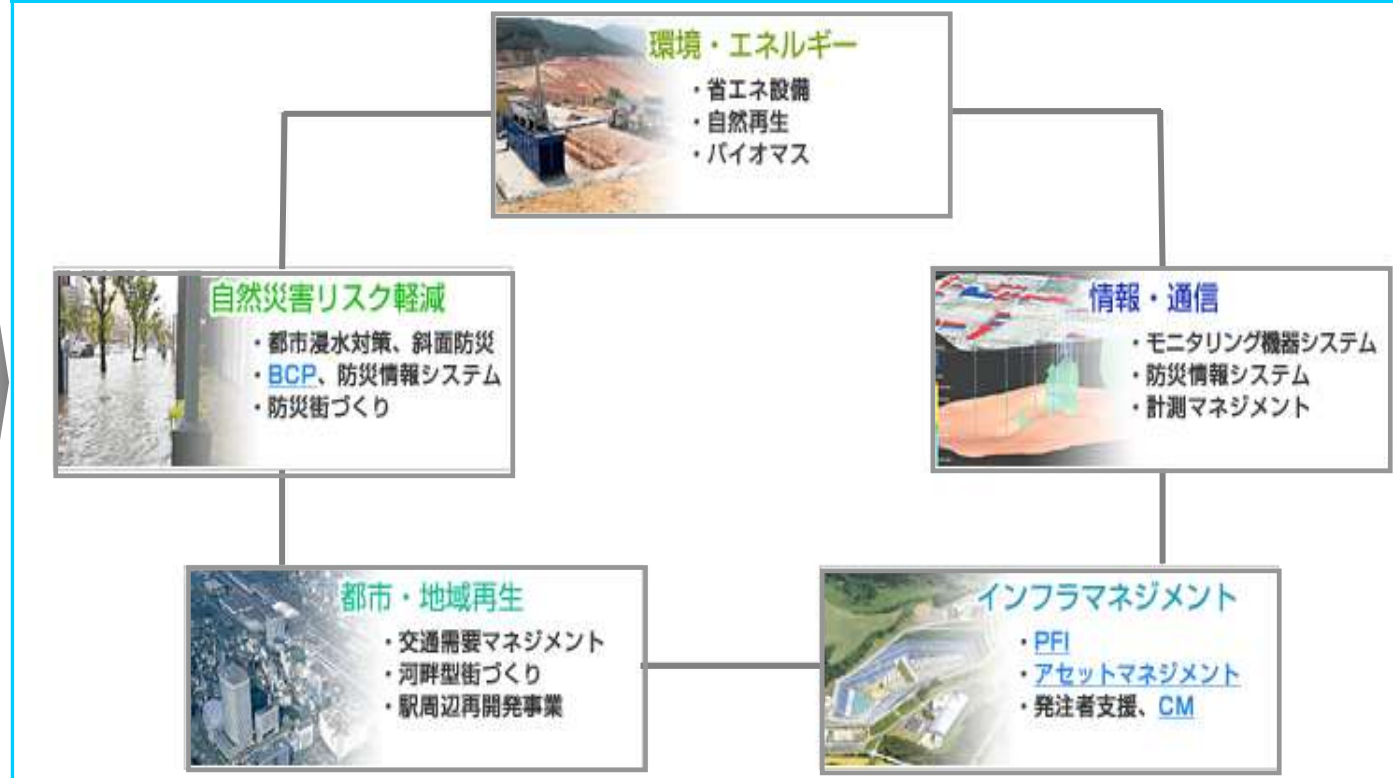 環境・エネルギー
・省エネ設備
・自然再生
・バイオマス
自然災害リスク軽減
・都市浸水対策、斜面防災
・BCP、防災情報システム
・防災街づくり
情報・通信
・モニタリング機器システム
・防災情報システム
・計測マネジメント
都市・地域再生
・交通需要マネジメント
・河畔型街づくり
・駅周辺再開発事業
インフラマネジメント
・PFI
・アセットマネジメント
・発注者支援、CM